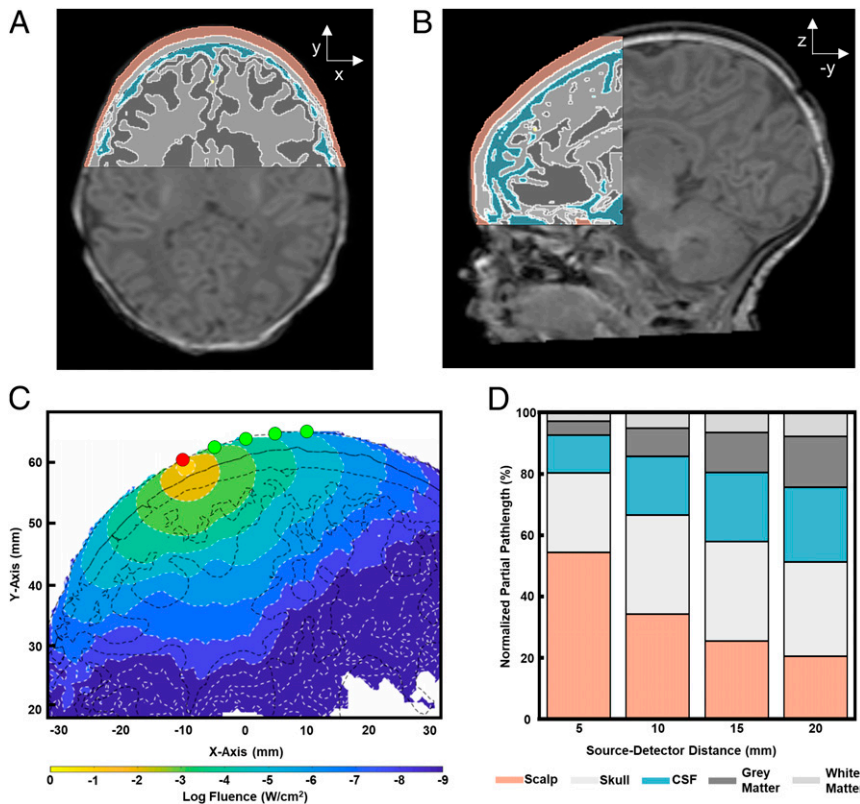 A
y
x
B
z
-y
C
Y-Axis (mm)
60
50
40
30
20
-30
-20
-10
0
10
20
30
X-Axis (mm)
0
-1
-2
-3
-4
-5
-6
-7
-8
-9
Log Fluence (W/cm²)
D
Normalized Partial Pathlength (%)
100
80
60
40
20
0
5
10
15
20
Source-Detector Distance (mm)
Scalp
Skull
CSF
Grey
Matter
White
Matte